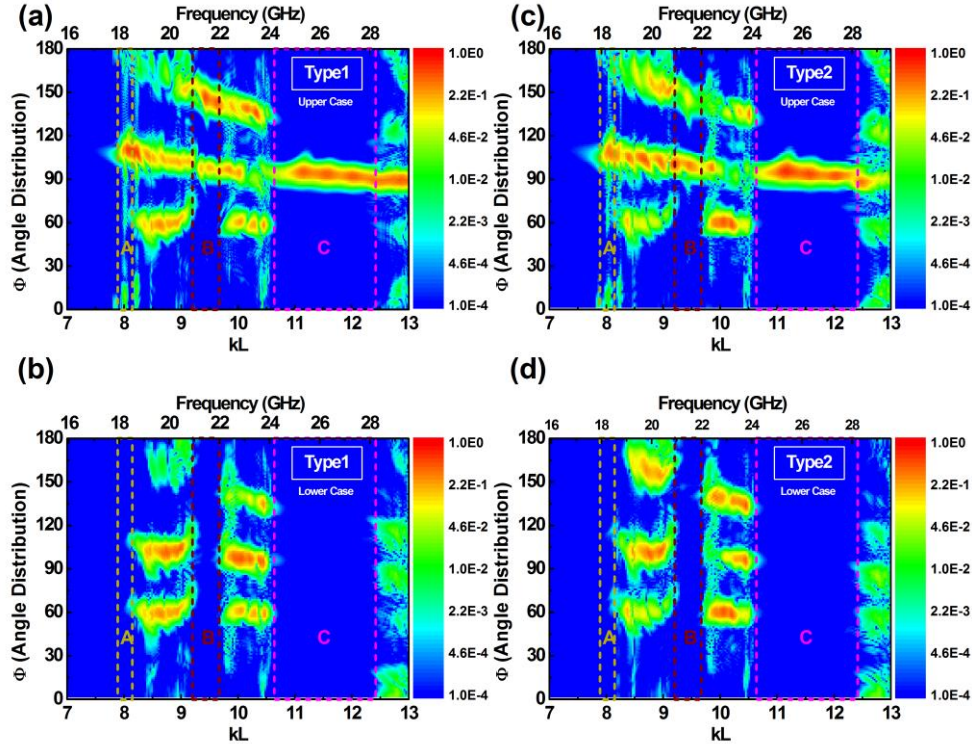 (a)
Frequency (GHz)
16 18 20 22 24 26 28
180
150
120
90
60
30
0
Φ (Angle Distribution)
Type1
Upper Case
A
B
C
7 8 9 10 11 12 13
kL
1.0E0
2.2E-1
4.6E-2
1.0E-2
2.2E-3
4.6E-4
1.0E-4
(c)
Frequency (GHz)
16 18 20 22 24 26 28
180
150
120
90
60
30
0
Φ (Angle Distribution)
Type2
Upper Case
A
B
C
7 8 9 10 11 12 13
kL
1.0E0
2.2E-1
4.6E-2
1.0E-2
2.2E-3
4.6E-4
1.0E-4
(b)
Frequency (GHz)
16 18 20 22 24 26 28
180
150
120
90
60
30
0
Φ (Angle Distribution)
Type1
Lower Case
A
B
C
7 8 9 10 11 12 13
kL
1.0E0
2.2E-1
4.6E-2
1.0E-2
2.2E-3
4.6E-4
1.0E-4
(d)
Frequency (GHz)
16 18 20 22 24 26 28
180
150
120
90
60
30
0
Φ (Angle Distribution)
Type2
Lower Case
A
B
C
7 8 9 10 11 12 13
kL
1.0E0
2.2E-1
4.6E-2
1.0E-2
2.2E-3
4.6E-4
1.0E-4